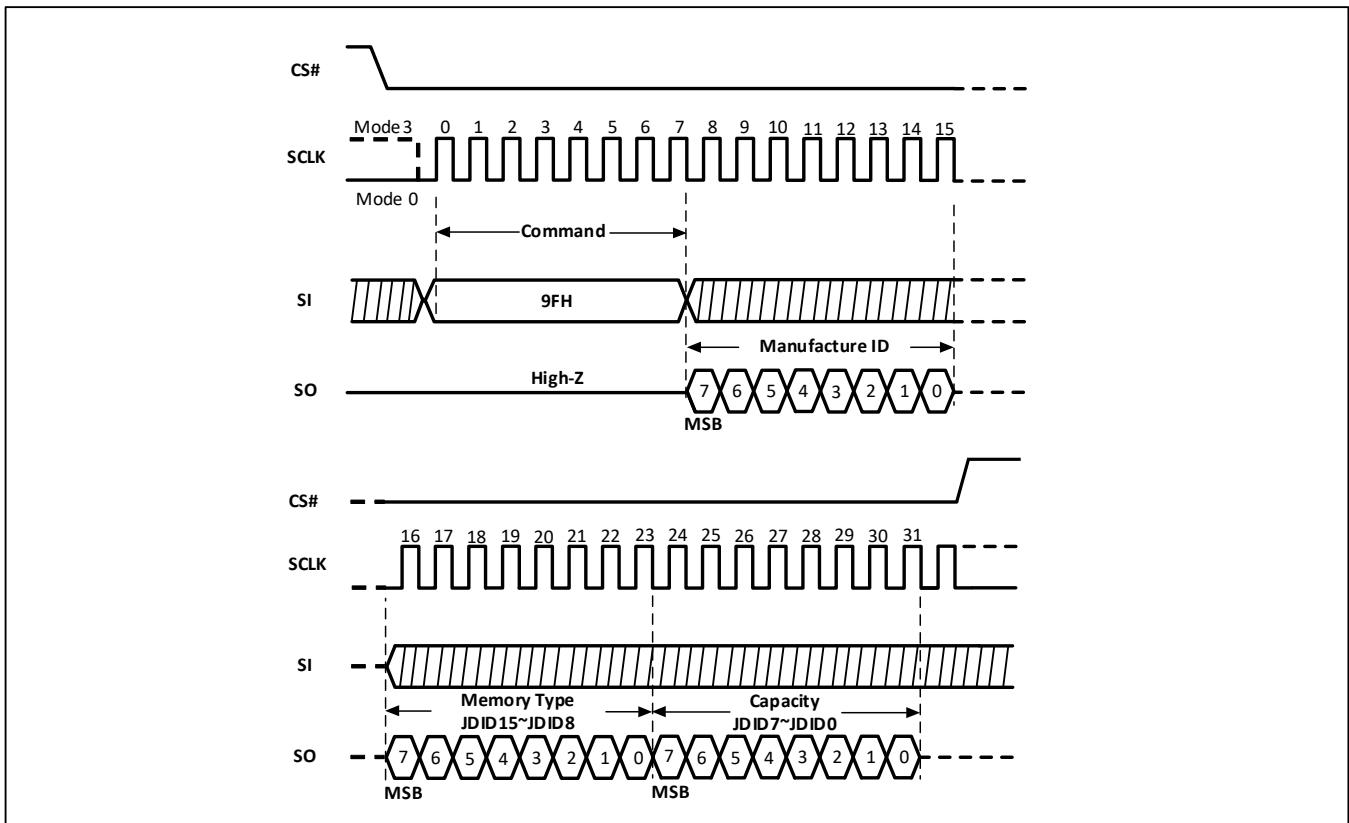 CS#
Mode 3 0 1 2 3 4 5 6 7 8 9 10 11 12 13 14 15
SCLK
Mode 0
Command
SI 9FH
Manufacture ID
High-Z
SO 7 6 5 4 3 2 1 0
MSB
CS#
16 17 18 19 20 21 22 23 24 25 26 27 28 29 30 31
SCLK
SI
Memory Type Capacity
JDID15~JDID8 JDID7~JDID0
SO 7 6 5 4 3 2 1 0 7 6 5 4 3 2 1 0
MSB MSB